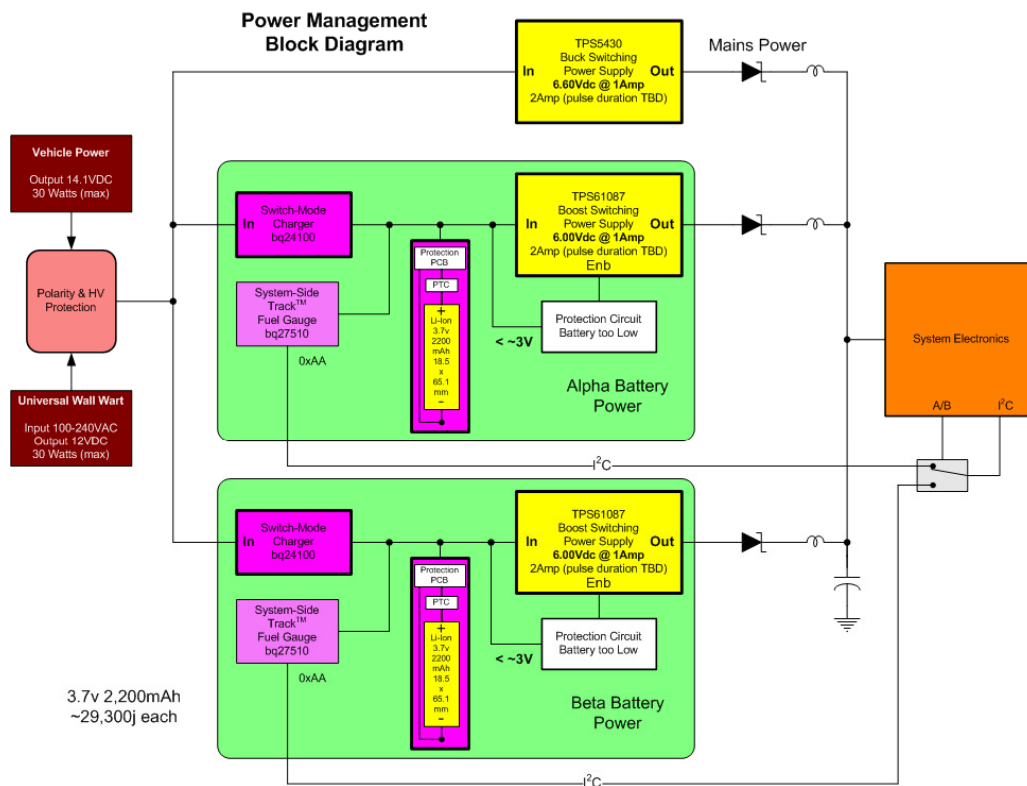 Power Management
Block Diagram
TPS5430
Buck Switching
Power Supply
In
Out
6.60Vdc @ 1Amp
2Amp (pulse duration TBD)
Mains Power
Vehicle Power
Output 14.1VDC
30 Watts (max)
Polarity & HV
Protection
Universal Wall Wart
Input 100-240VAC
Output 12VDC
30 Watts (max)
Switch-Mode
In
Charger
bq24100
System-Side
Track™
Fuel Gauge
bq27510
0xAA
Protection
PCB
PTC
+
Li-Ion
3.7v
2200
mAh
18.5
x
65.1
mm
−
TPS61087
Boost Switching
In
Power Supply
Out
6.00Vdc @ 1Amp
2Amp (pulse duration TBD)
Enb
Protection Circuit
Battery too Low
< ~3V
Alpha Battery
Power
I²C
System Electronics
A/B
I²C
Switch-Mode
Charger
In
bq24100
System-Side
Track™
Fuel Gauge
bq27510
0xAA
Protection
PCB
PTC
+
Li-Ion
3.7v
2200
mAh
18.5
x
65.1
mm
−
TPS61087
Boost Switching
In
Power Supply
Out
6.00Vdc @ 1Amp
2Amp (pulse duration TBD)
Enb
Protection Circuit
Battery too Low
< ~3V
Beta Battery
Power
3.7v 2,200mAh
~29,300j each
I²C